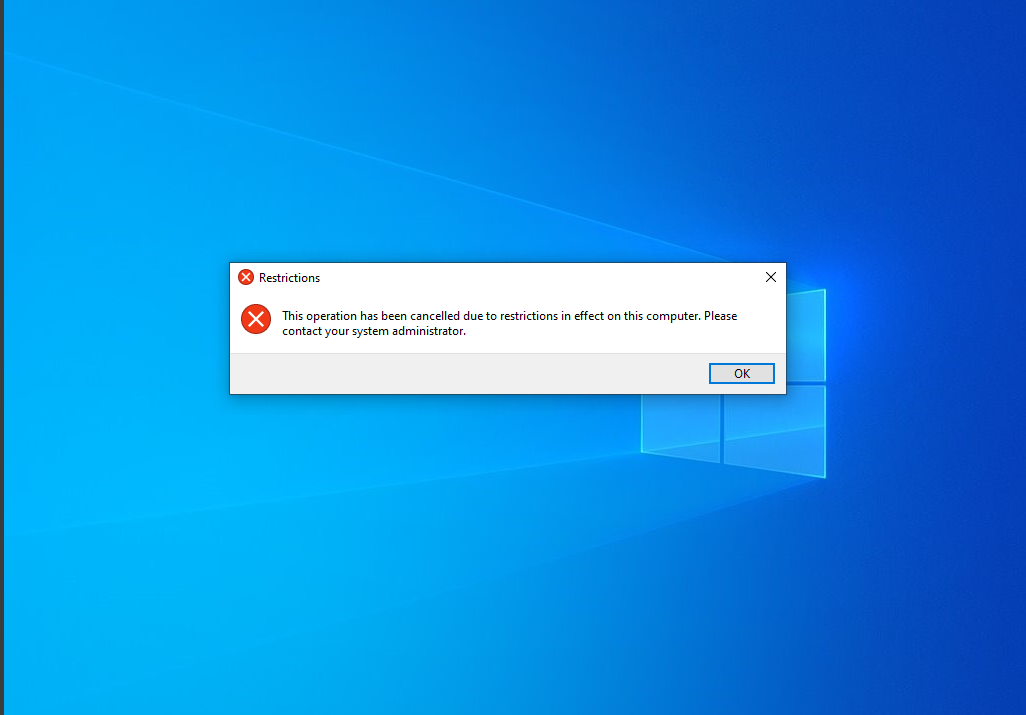 Restrictions
This operation has been cancelled due to restrictions in effect on this computer. Please
contact your system administrator.
OK